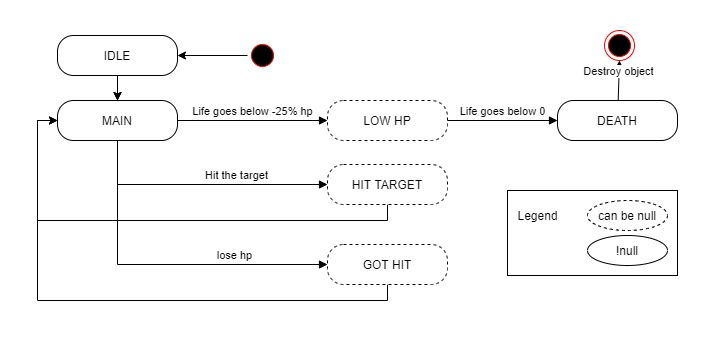 IDLE
Destroy object
MAIN
Life goes below -25% hp
LOW HP
Life goes below 0
DEATH
Hit the target
HIT TARGET
Legend
can be null
!null
lose hp
GOT HIT